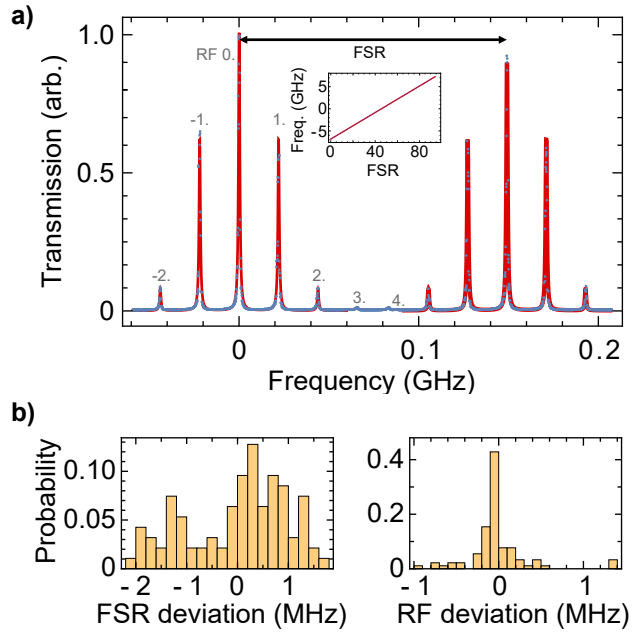 a)
Transmission (arb.)
1.0
0.5
0
RF 0.
-1.
1.
-2.
2.
3.
4.
FSR
Freq. (GHz)
5
0
-5
0
40
80
FSR
0
0.1
0.2
Frequency (GHz)
b)
Probability
0.10
0.05
0
-2
-1
0
1
FSR deviation (MHz)
0.4
0.2
0
-1
0
1
RF deviation (MHz)